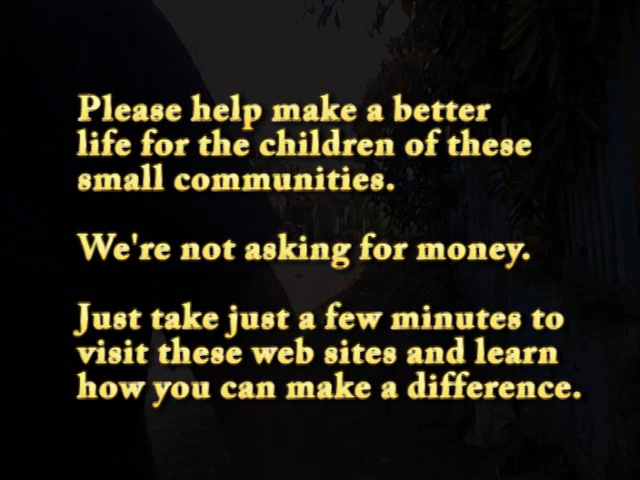 Please help make a better
life for the children of these
small communities.
We're not asking for money.
Just take just a few minutes to
visit these web sites and learn
how you can make a difference.